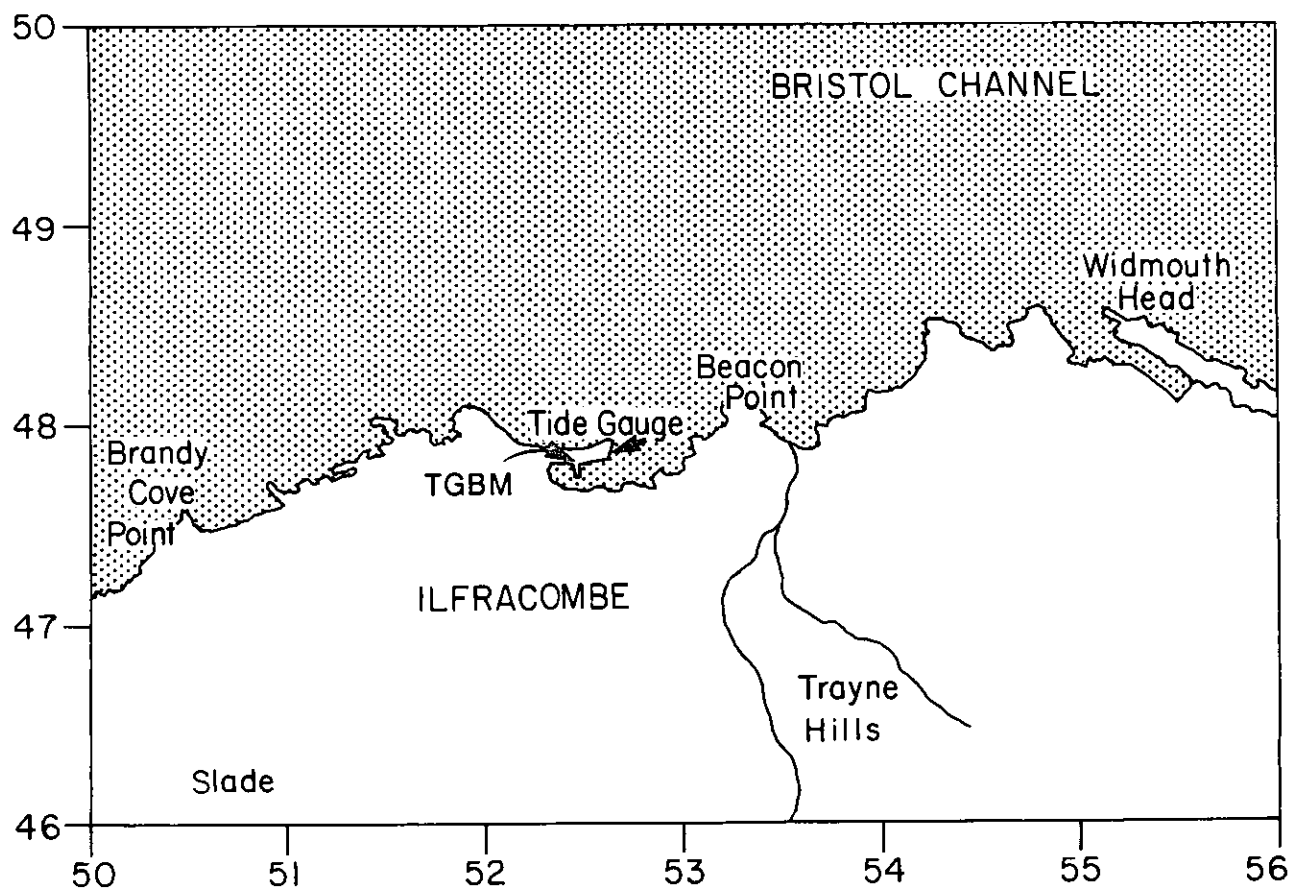 50
BRISTOL CHANNEL
49
Widmouth
Head
Beacon
Point
48
Tide Gauge
Brandy
Cove
Point
TGBM
ILFRACOMBE
47
Trayne
Hills
Slade
46
50 51 52 53 54 55 56